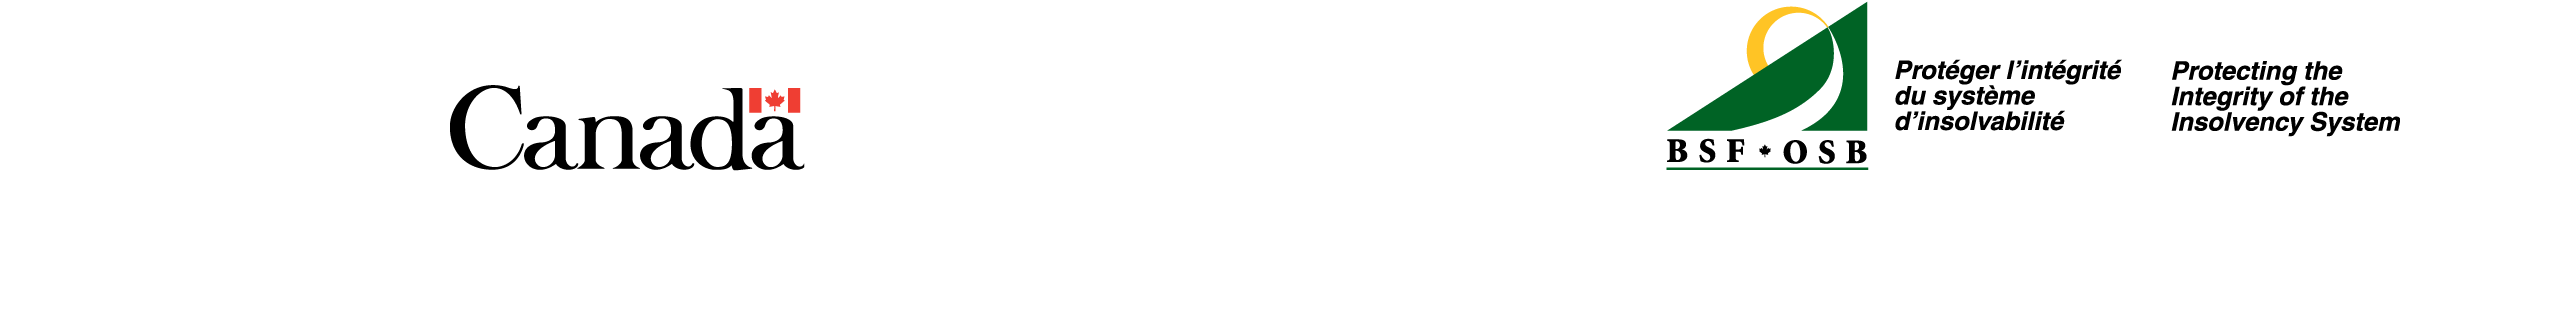 Canada
BSF OSB
Protéger l'intégrité
du système
d'insolvabilité
Protecting the
Integrity of the
Insolvency System